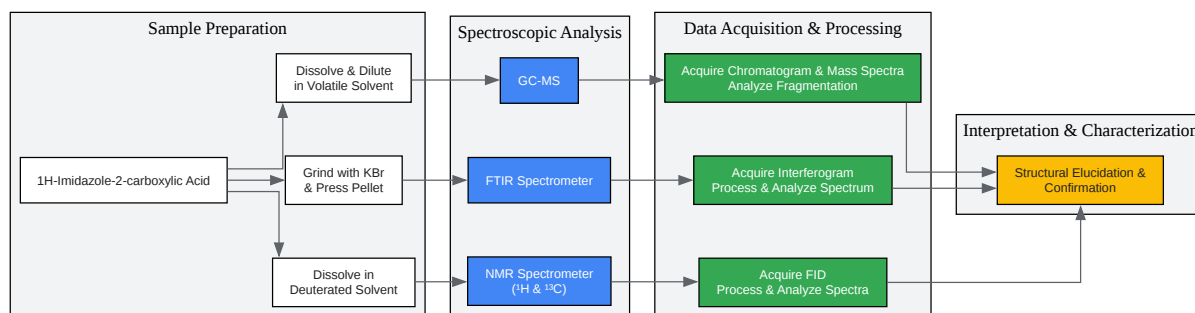 Sample Preparation
Spectroscopic Analysis
Data Acquisition & Processing
Interpretation & Characterization
Dissolve & Dilute
in Volatile Solvent
GC-MS
Acquire Chromatogram & Mass Spectra
Analyze Fragmentation
1H-Imidazole-2-carboxylic Acid
Grind with KBr
& Press Pellet
FTIR Spectrometer
Acquire Interferogram
Process & Analyze Spectrum
Structural Elucidation &
Confirmation
Dissolve in
Deuterated Solvent
NMR Spectrometer
(¹H & ¹³C)
Acquire FID
Process & Analyze Spectra